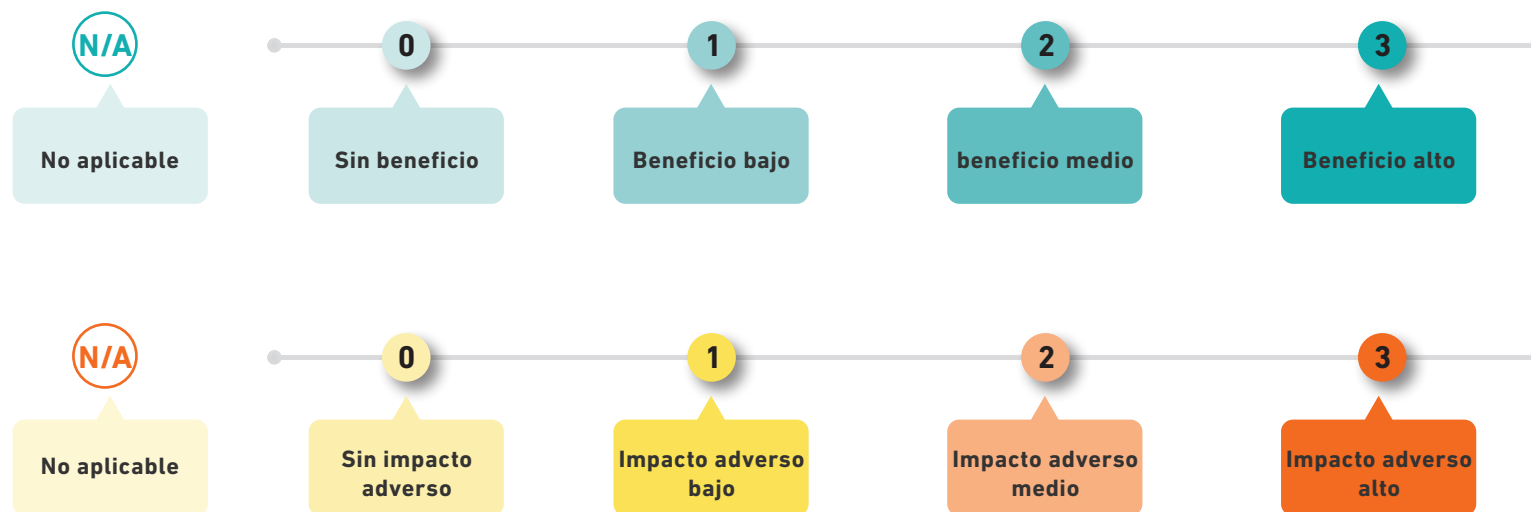 N/A
0
1
2
3
No aplicable
Sin beneficio
Beneficio bajo
beneficio medio
Beneficio alto
N/A
0
1
2
3
No aplicable
Sin impacto
adverso
Impacto adverso
bajo
Impacto adverso
medio
Impacto adverso
alto